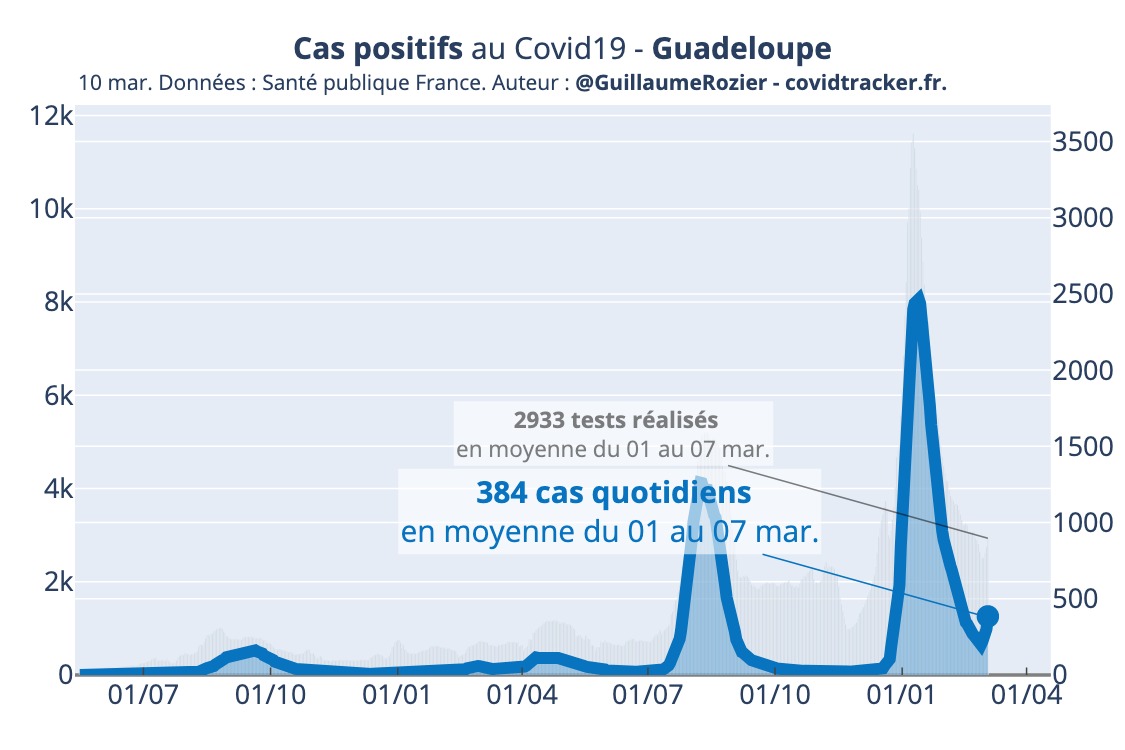 Cas positifs au Covid19 - Guadeloupe
10 mar. Données : Santé publique France. Auteur : @GuillaumeRozier - covidtracker.fr.
12k
3500
10k
3000
8k
2500
2000
6k
2933 tests réalisés
en moyenne du 01 au 07 mar.
1500
4k
384 cas quotidiens
en moyenne du 01 au 07 mar.
1000
2k
500
0
0
01/07
01/10
01/01
01/04
01/07
01/10
01/01
01/04